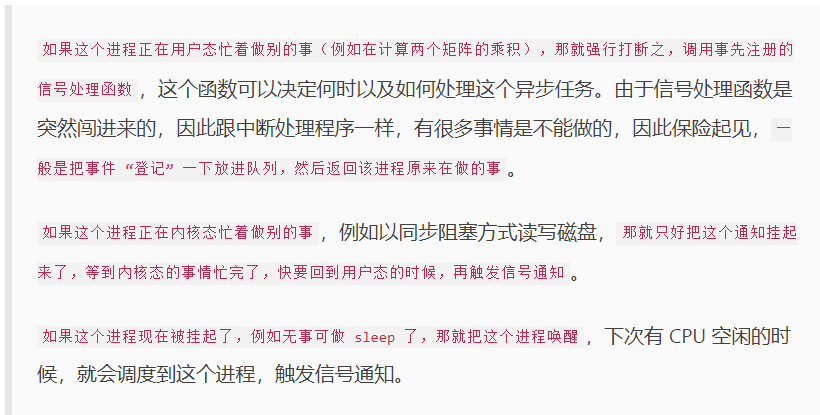 如果这个进程正在用户态忙着做别的事（例如在计算两个矩阵的乘积），那就强行打断之，调用事先注册的
信号处理函数，这个函数可以决定何时以及如何处理这个异步任务。由于信号处理函数是
突然闯进来的，因此跟中断处理程序一样，有很多事情是不能做的，因此保险起见，一
般是把事件 “登记” 一下放进队列，然后返回该进程原来在做的事。
如果这个进程正在内核态忙着做别的事，例如以同步阻塞方式读写磁盘，那就只好把这个通知挂起
来了，等到内核态的事情忙完了，快要回到用户态的时候，再触发信号通知。
如果这个进程现在被挂起了，例如无事可做 sleep 了，那就把这个进程唤醒，下次有 CPU 空闲的时
候，就会调度到这个进程，触发信号通知。